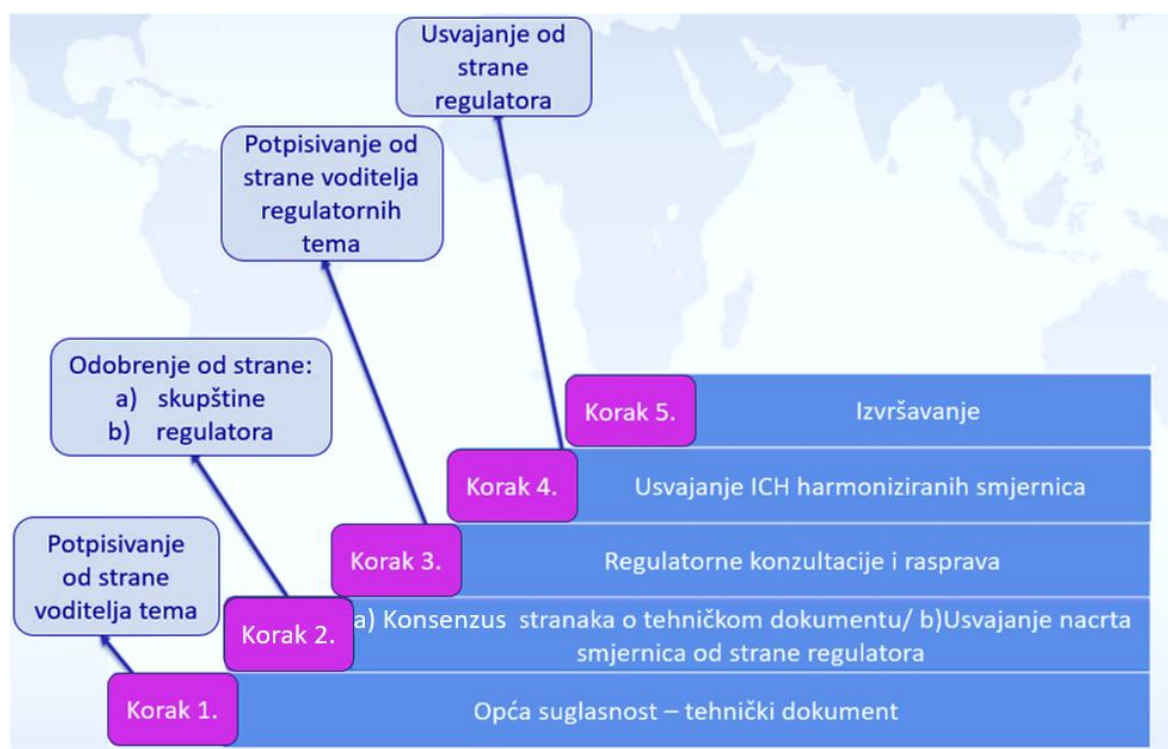 Usvajanje od
strane
regulatora
Potpisivanje od
strane voditelja
regulatornih
tema
Odobrenje od strane:
a) skupštine
b) regulatora
Potpisivanje
od strane
voditelja tema
Korak 5.
Izvršavanje
Korak 4.
Usvajanje ICH harmoniziranih smjernica
Korak 3.
Regulatorne konzultacije i rasprava
Korak 2.
a) Konsenzus stranaka o tehničkom dokumentu/ b)Usvajanje nacrta
smjernica od strane regulatora
Korak 1.
Opća suglasnost – tehnički dokument